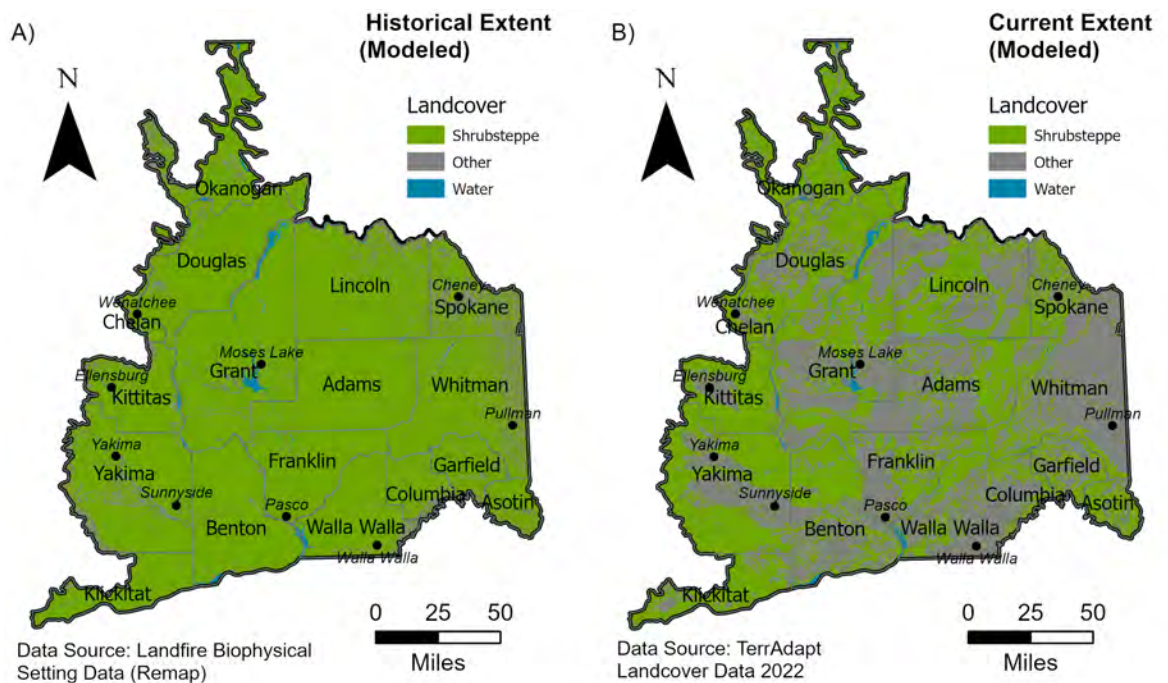 A)
Historical Extent
(Modeled)
N
Landcover
Shrubsteppe
Other
Water
Okanogan
Douglas
Lincoln
Cheney
Spokane
Wenatchee
Chelan
Moses Lake
Grant
Ellensburg
Kittitas
Adams
Whitman
Pullman
Yakima
Yakima
Franklin
Garfield
Sunnyside
Columbia
Asotin
Pasco
Benton
Walla Walla
Walla Walla
Klickitat
0 25 50
Miles
Data Source: Landfire Biophysical
Setting Data (Remap)
B)
Current Extent
(Modeled)
N
Landcover
Shrubsteppe
Other
Water
Okanogan
Douglas
Lincoln
Cheney
Spokane
Wenatchee
Chelan
Moses Lake
Grant
Ellensburg
Kittitas
Adams
Whitman
Pullman
Yakima
Yakima
Franklin
Garfield
Sunnyside
Columbia
Asotin
Pasco
Benton
Walla Walla
Walla Walla
Klickitat
0 25 50
Miles
Data Source: TerrAdapt
Landcover Data 2022